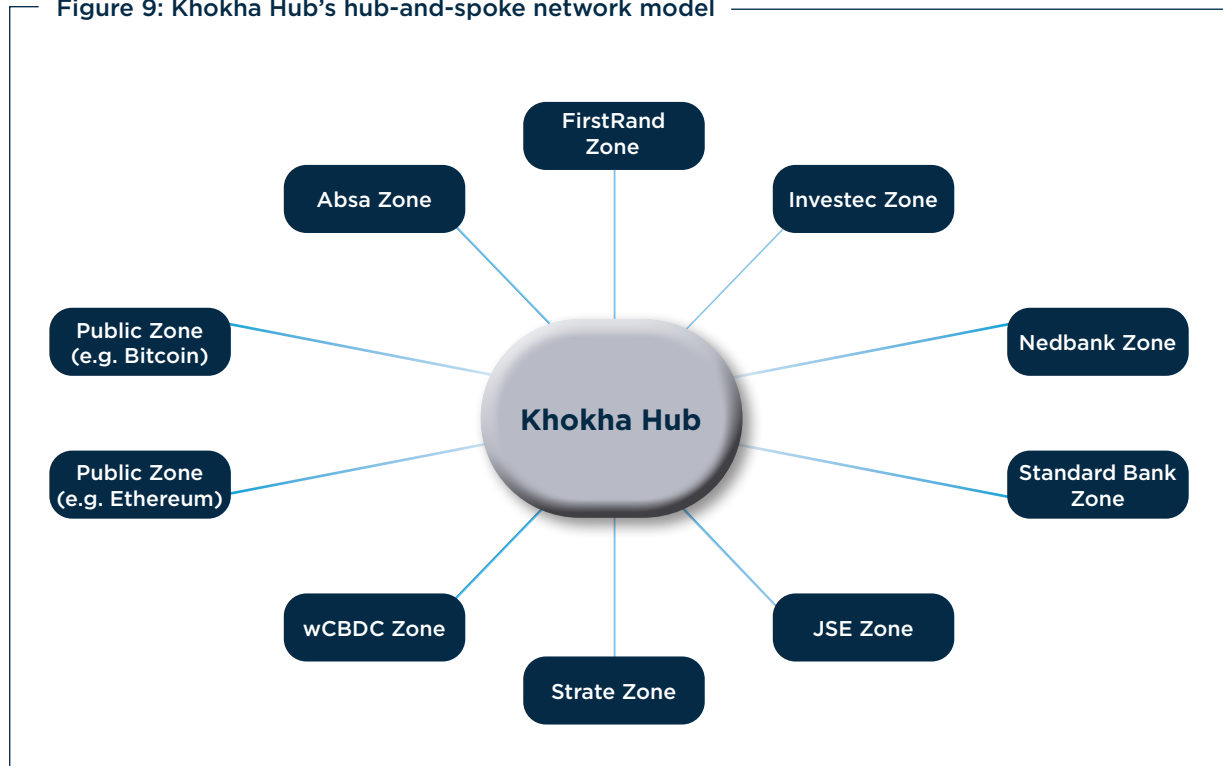 Figure 9: Khokha Hub’s hub-and-spoke network model
FirstRand
Zone
Absa Zone
Investec Zone
Public Zone
(e.g. Bitcoin)
Nedbank Zone
Khokha Hub
Public Zone
(e.g. Ethereum)
Standard Bank
Zone
wCBDC Zone
JSE Zone
Strate Zone